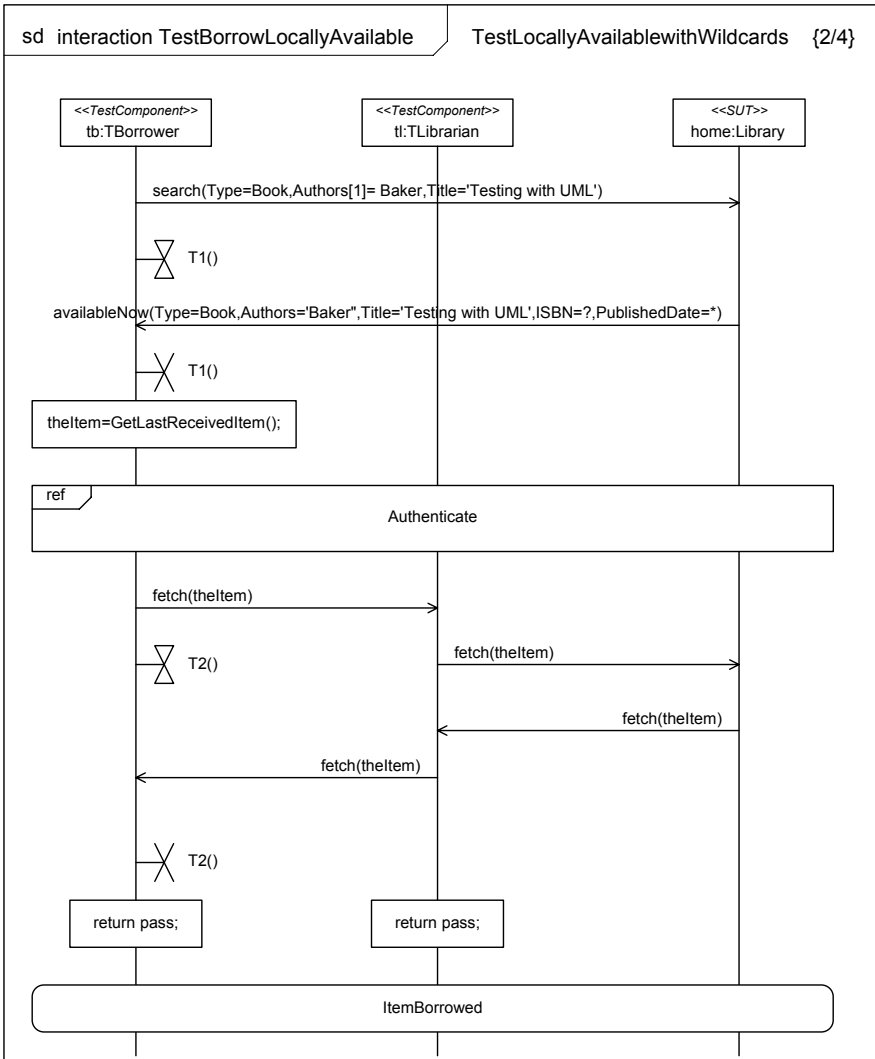 sd interaction TestBorrowLocallyAvailable TestLocallyAvailablewithWildcards {2/4}
<<TestComponent>> <<TestComponent>> <<SUT>>
tb:TBorrower tl:TLibrarian home:Library
search(Type=Book,Authors[1]= Baker,Title='Testing with UML')
T1()
availableNow(Type=Book,Authors='Baker",Title='Testing with UML',ISBN=?,PublishedDate=*)
T1()
theItem=GetLastReceivedItem();
ref
Authenticate
fetch(theItem)
T2() fetch(theItem)
fetch(theItem)
fetch(theItem)
T2()
return pass; return pass;
ItemBorrowed